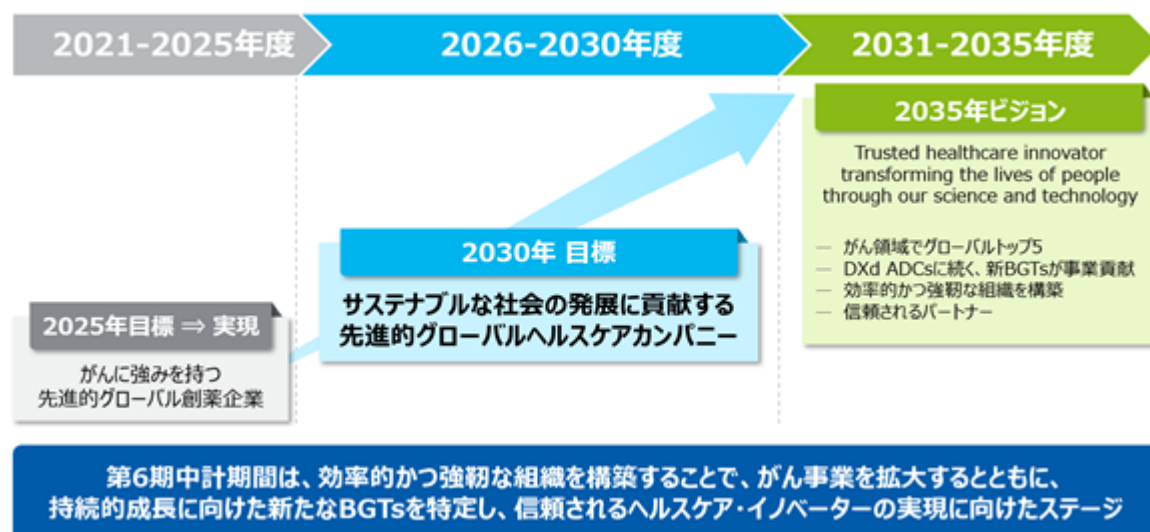 2021-2025年度
2026-2030年度
2031-2035年度
2035年ビジョン
Trusted healthcare innovator
transforming the lives of people
through our science and technology
― がん領域でグローバルトップ5
― DXd ADCsに続く、新BGTsが事業貢献
― 効率的かつ強靭な組織を構築
― 信頼されるパートナー
2030年 目標
サステナブルな社会の発展に貢献する
先進的グローバルヘルスケアカンパニー
2025年目標 ⇒ 実現
がんに強みを持つ
先進的グローバル創薬企業
第6期中計期間は、効率的かつ強靭な組織を構築することで、がん事業を拡大するとともに、
持続的成長に向けた新たなBGTsを特定し、信頼されるヘルスケア・イノベーターの実現に向けたステージ